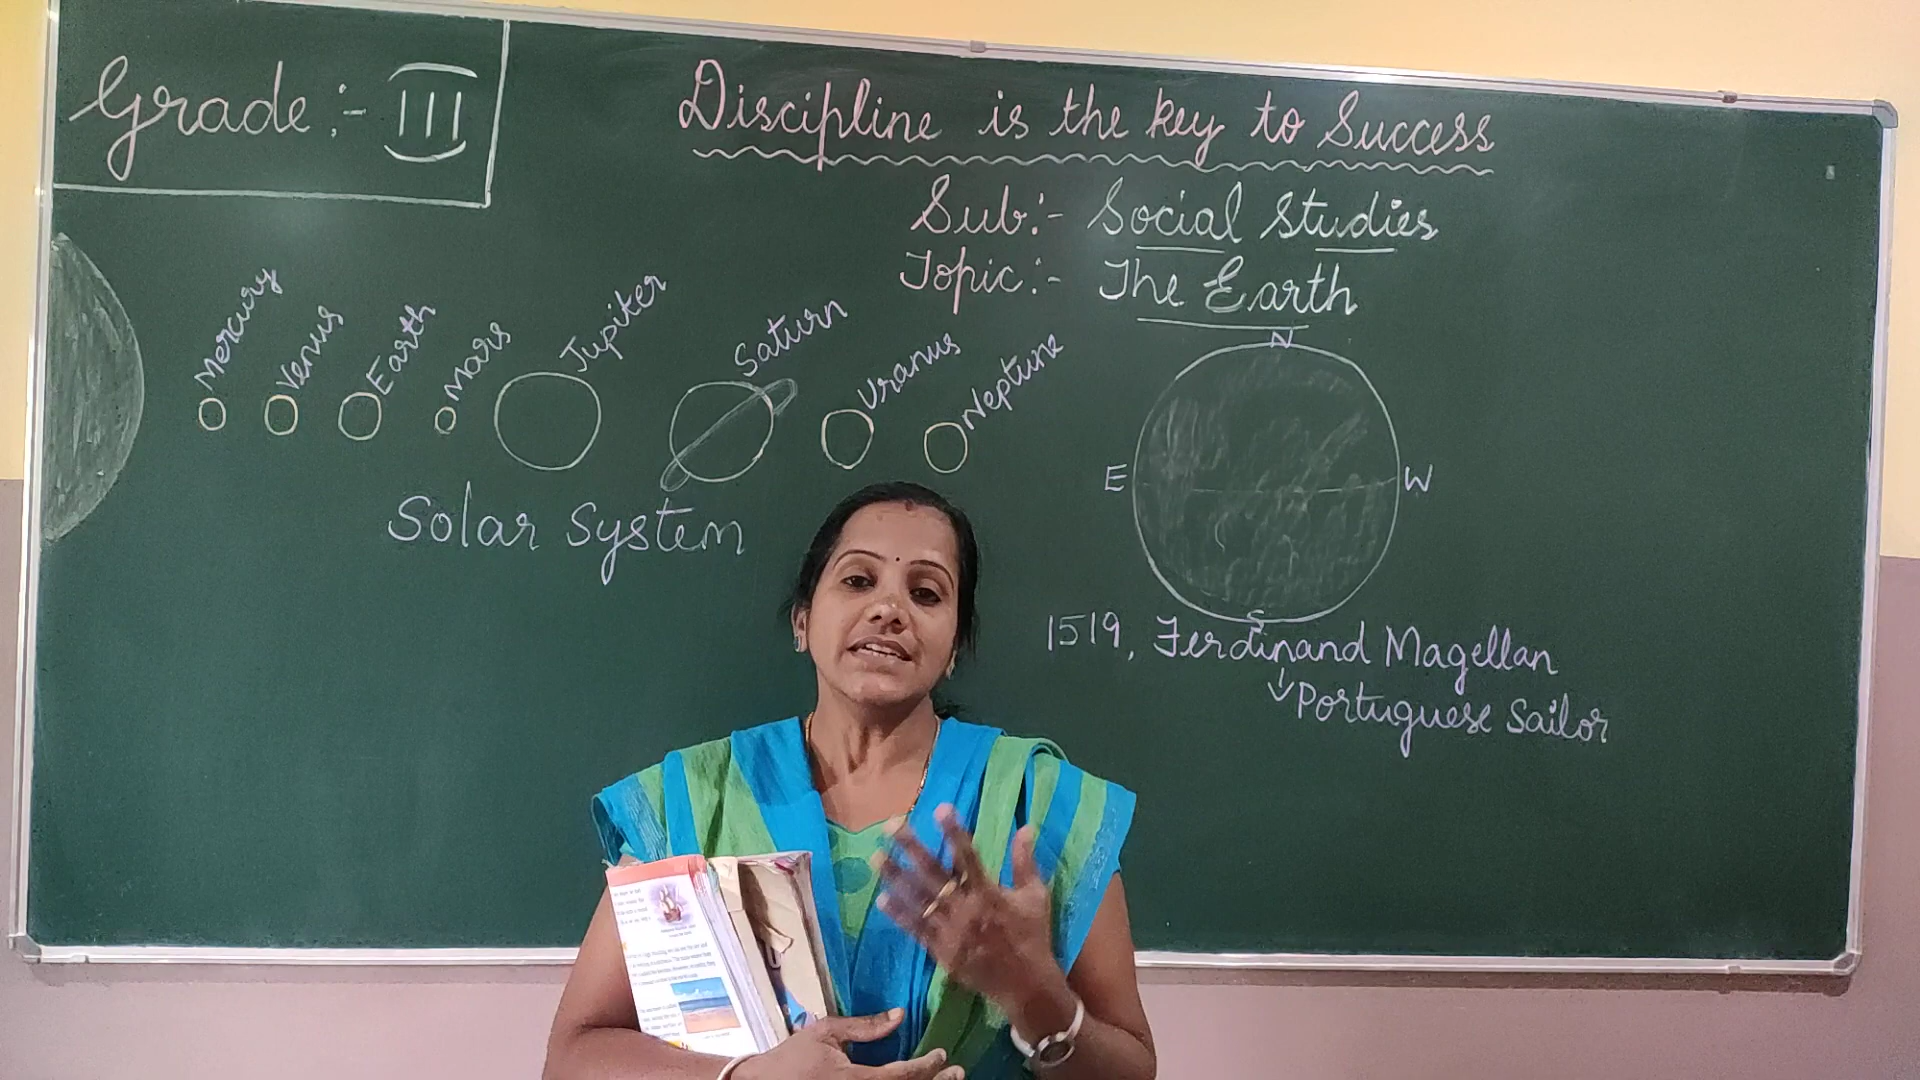 Grade :- III
Discipline is the key to Success
Sub :- Social Studies
Topic :- The Earth
Mercury
Venus
Earth
Mars
Jupiter
Saturn
Uranus
Neptune
Solar System
N
E
W
S
1519, Ferdinand Magellan
↓ Portuguese Sailor